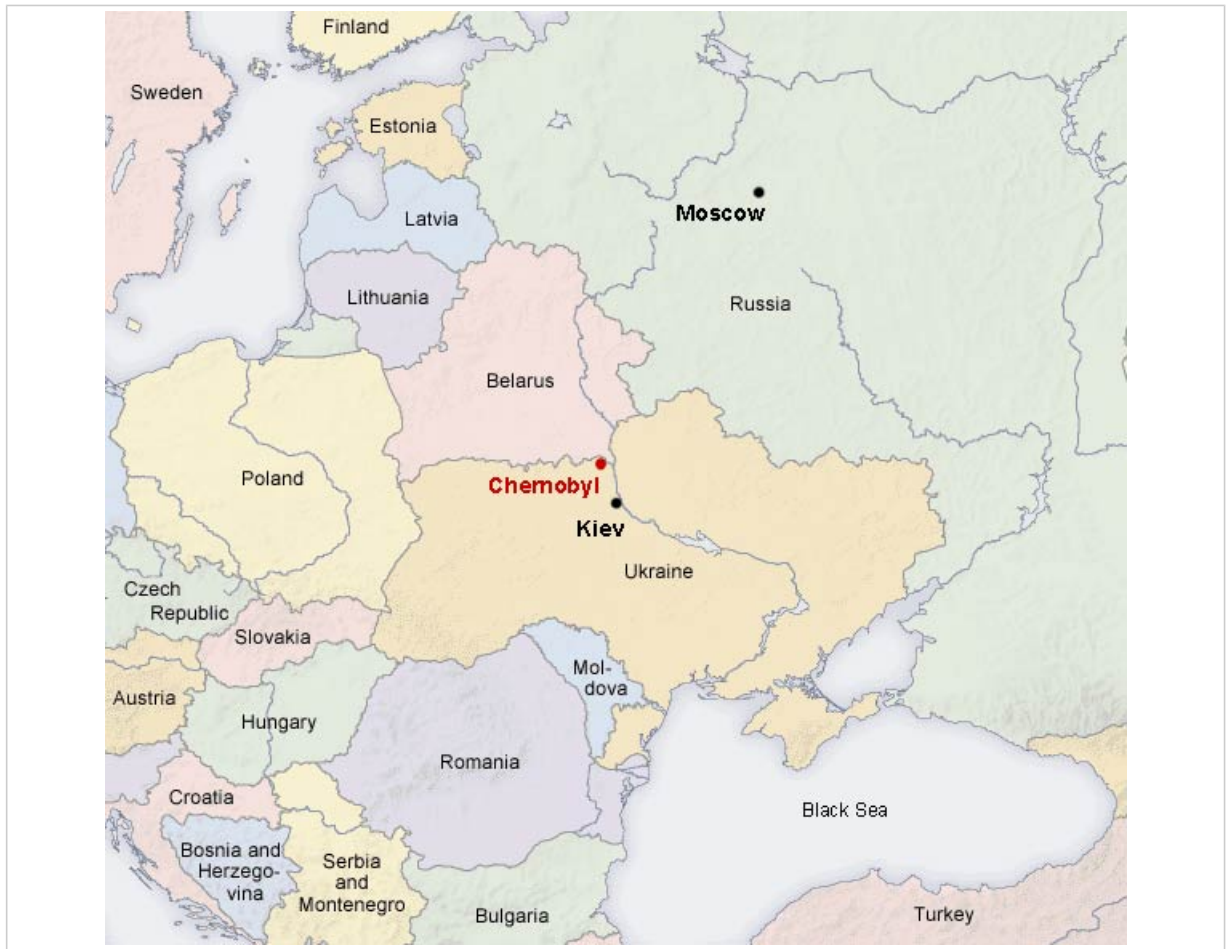 Finland
Sweden
Estonia
Moscow
Latvia
Lithuania
Russia
Belarus
Poland
Chernobyl
Kiev
Ukraine
Czech
Republic
Slovakia
Mol-
dova
Austria
Hungary
Romania
Croatia
Black Sea
Bosnia and
Herzego-
vina
Serbia
and
Montenegro
Bulgaria
Turkey